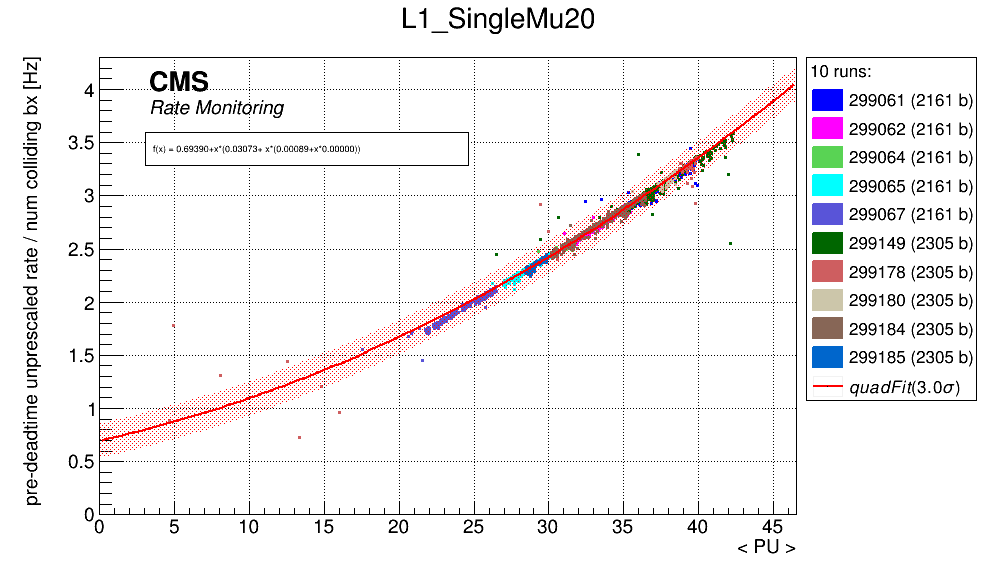 L1_SingleMu20
pre-deadtime unprescaled rate / num colliding bx [Hz]
CMS
Rate Monitoring
f(x) = 0.69390+x*(0.03073+ x*(0.00089+x*0.00000))
4
3.5
3
2.5
2
1.5
1
0.5
0
0 5 10 15 20 25 30 35 40 45
< PU >
10 runs:
299061 (2161 b)
299062 (2161 b)
299064 (2161 b)
299065 (2161 b)
299067 (2161 b)
299149 (2305 b)
299178 (2305 b)
299180 (2305 b)
299184 (2305 b)
299185 (2305 b)
quadFit(3.0σ)